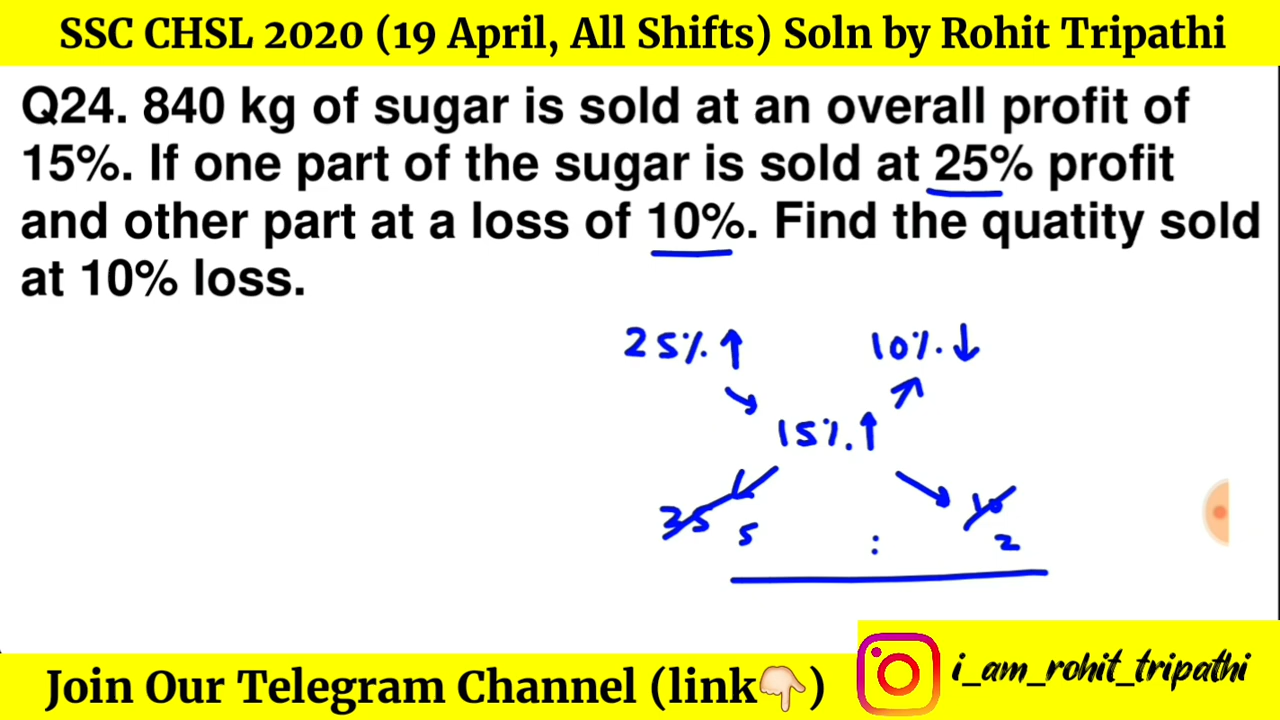 SSC CHSL 2020 (19 April, All Shifts) Soln by Rohit Tripathi
Q24. 840 kg of sugar is sold at an overall profit of
15%. If one part of the sugar is sold at 25% profit
and other part at a loss of 10%. Find the quatity sold
at 10% loss.
25%↑ 10%↓
15%↑
25 10
5 : 2
Join Our Telegram Channel (link👇)
i_am_rohit_tripathi